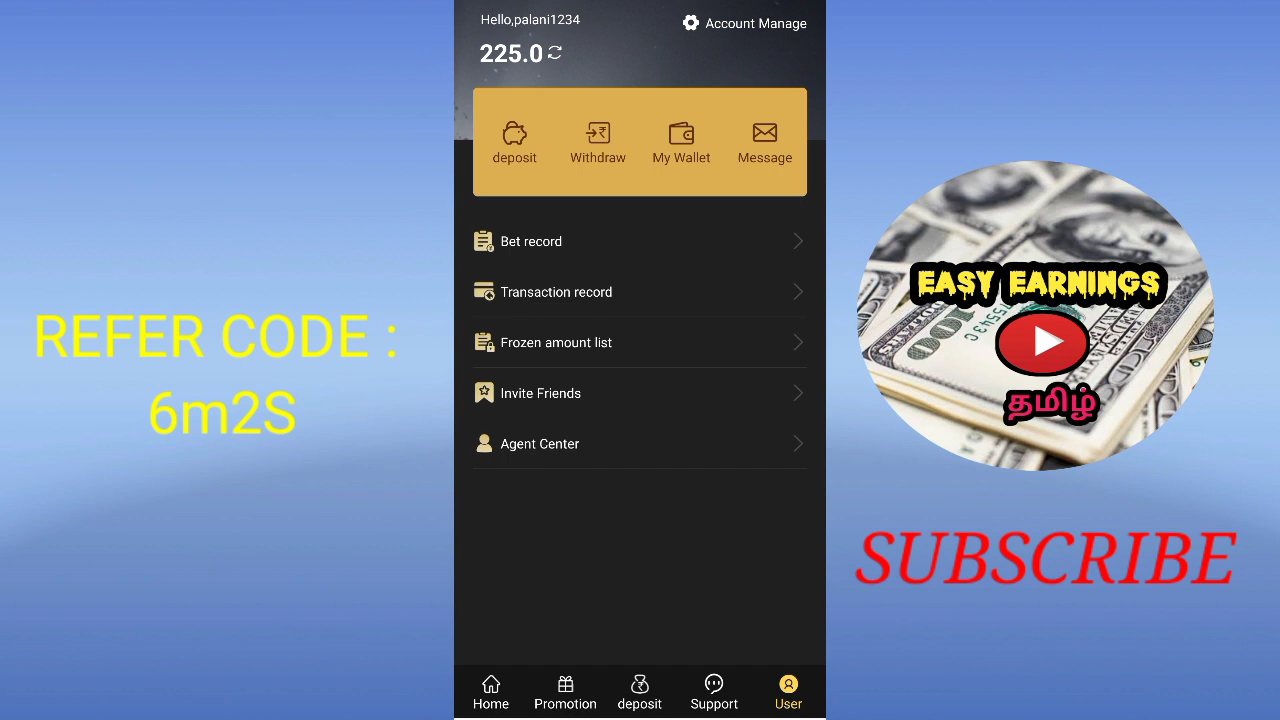 REFER CODE :
6m2S
Hello,palani1234
Account Manage
225.0
deposit
Withdraw
My Wallet
Message
Bet record
Transaction record
Frozen amount list
Invite Friends
Agent Center
Home
Promotion
deposit
Support
User
EASY EARNINGS
தமிழ்
SUBSCRIBE